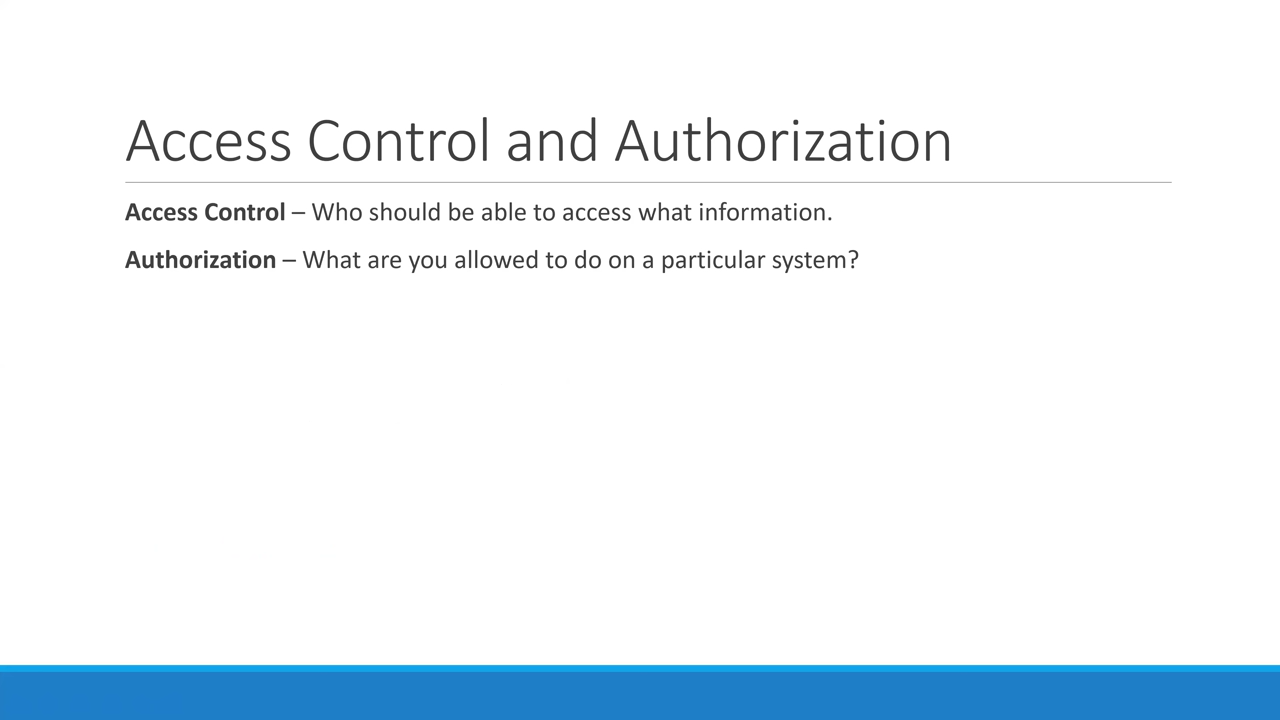 Access Control and Authorization
Access Control – Who should be able to access what information.
Authorization – What are you allowed to do on a particular system?